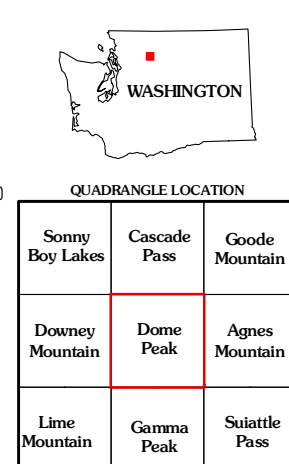 WASHINGTON
QUADRANGLE LOCATION
Sonny
Boy Lakes
Cascade
Pass
Goode
Mountain
Downey
Mountain
Dome
Peak
Agnes
Mountain
Lime
Mountain
Gamma
Peak
Suiattle
Pass